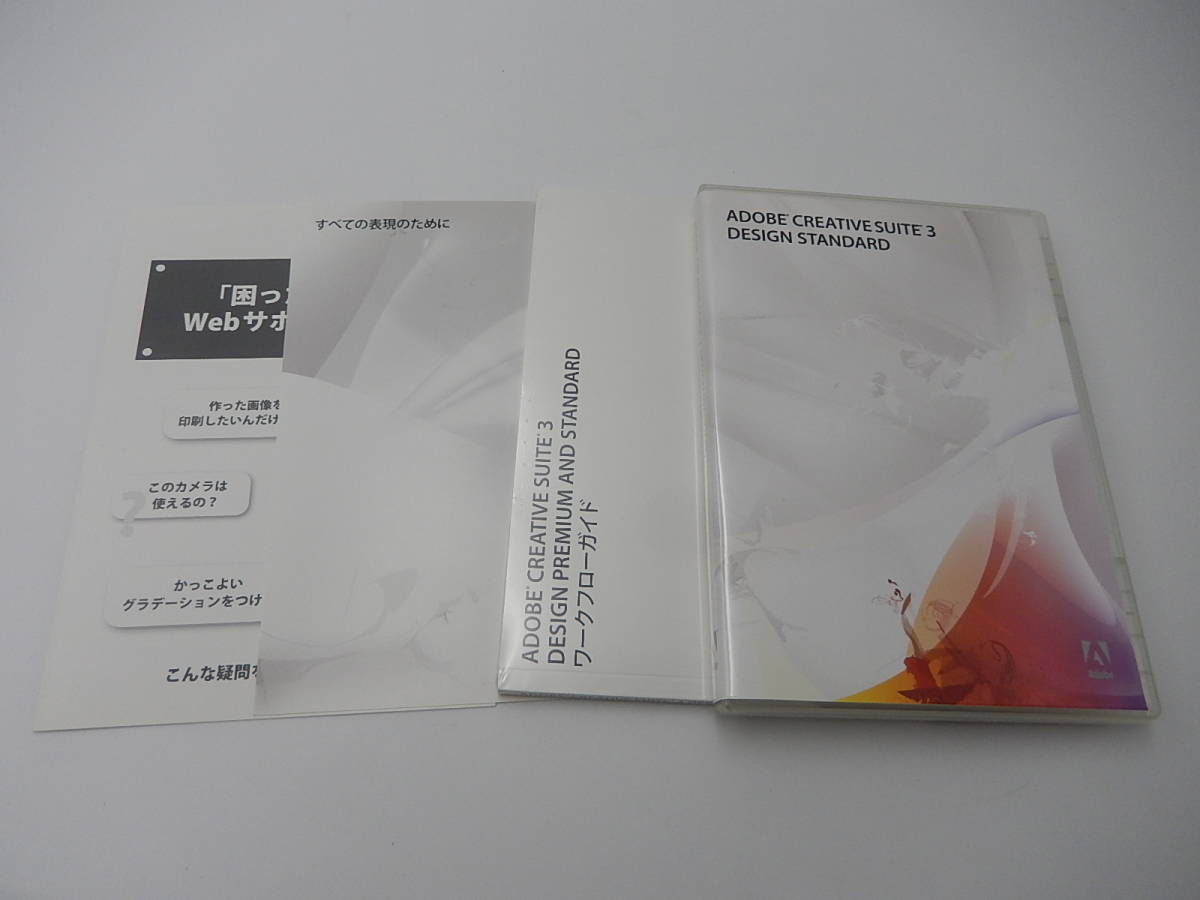 「困っ
Webサポ
作った画像を
印刷したいんだけ
このカメラは
使えるの？
?
かっこよい
グラデーションをつけ
こんな疑問
すべての表現のために
ADOBE® CREATIVE SUITE® 3
DESIGN PREMIUM AND STANDARD
ワークフローガイド
ADOBE® CREATIVE SUITE® 3
DESIGN STANDARD
Adobe